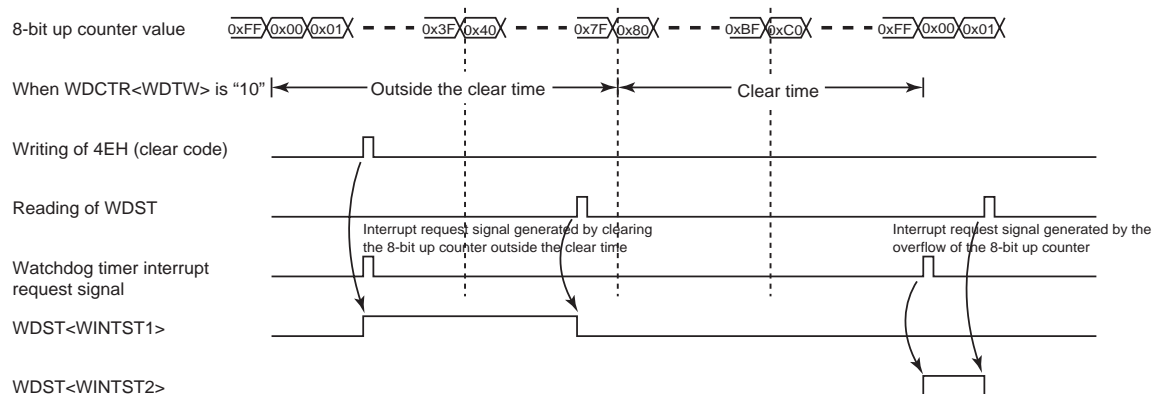 8-bit up counter value 0xFF 0x00 0x01 0x3F 0x40 0x7F 0x80 0xBF 0xC0 0xFF 0x00 0x01
When WDCTR<WDTW> is “10” Outside the clear time Clear time
Writing of 4EH (clear code)
Reading of WDST
Interrupt request signal generated by clearing
the 8-bit up counter outside the clear time
Interrupt request signal generated by the
overflow of the 8-bit up counter
Watchdog timer interrupt
request signal
WDST<WINTST1>
WDST<WINTST2>